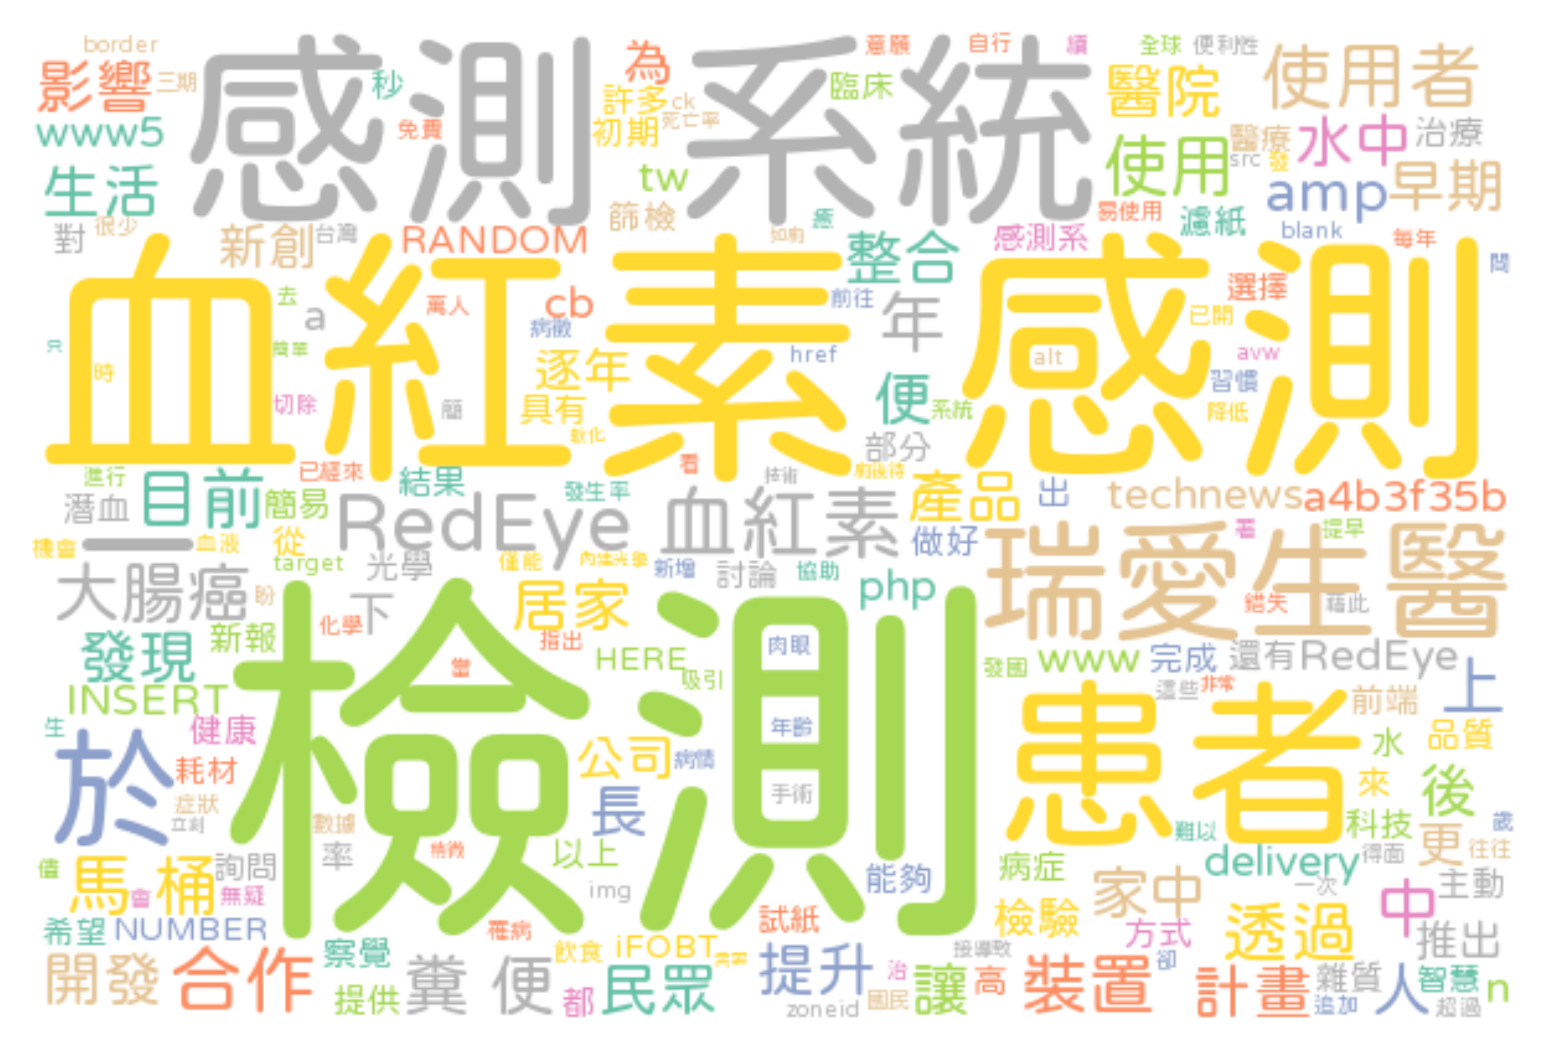 border
影響 三期
感測 系統
秒
為
意願
自行
續
全球
便利性
使用者
許多
ck
臨床
醫院
www5
免費
初期
死亡率
使用
醫療
水中
治療
src
發
生活
tw
amp
早期
篩檢
易使用
濾紙
很少
對
新創
台灣
RANDOM
癒
整合
感測系
blank
每年
血紅素 感測
去
a
萬人
cb
病徵
前往
年
選擇
已開
只
簡單
時
逐年
href
alt
avw
習慣
切除
簡
具有
軟化
便
系統
降低
部分
進行
已經來
結果
發生率
看
技術
潛血
目前
簡易
RedEye
血紅素
產品
出
technews
a4b3f35b
機會
一
血液
從
做好
瑞愛生醫
著
提早
target
光學
僅能
內建光學
新增
討論
協助
php
大腸癌
盼
下
居家
錯失
藉此
化學
指出
發現
新報
檢測
當
HERE
吸引
肉眼
發國
www
完成
還有RedEye
這些
非常
上
INSERT
患者
前端
生
健康
年齡
水
品質
於
耗材
公司
病情
來
後
症狀
手術
立刻
數據
長
難以
科技
歲
率
以上
更
往往
儘
馬桶
會
詢問
無疑
img
能夠
病症
delivery
得面
一次
主動
家中
中
希望
NUMBER
罹病
試紙
檢驗
方式
透過
推出
察覺
飲食
iFOBT
接導致
卻
開發
合作
提供
糞便
都
民眾
提升
治
zoneid
國民
讓
高
裝置
計畫
雜質
追加
人
智慧
超過
n